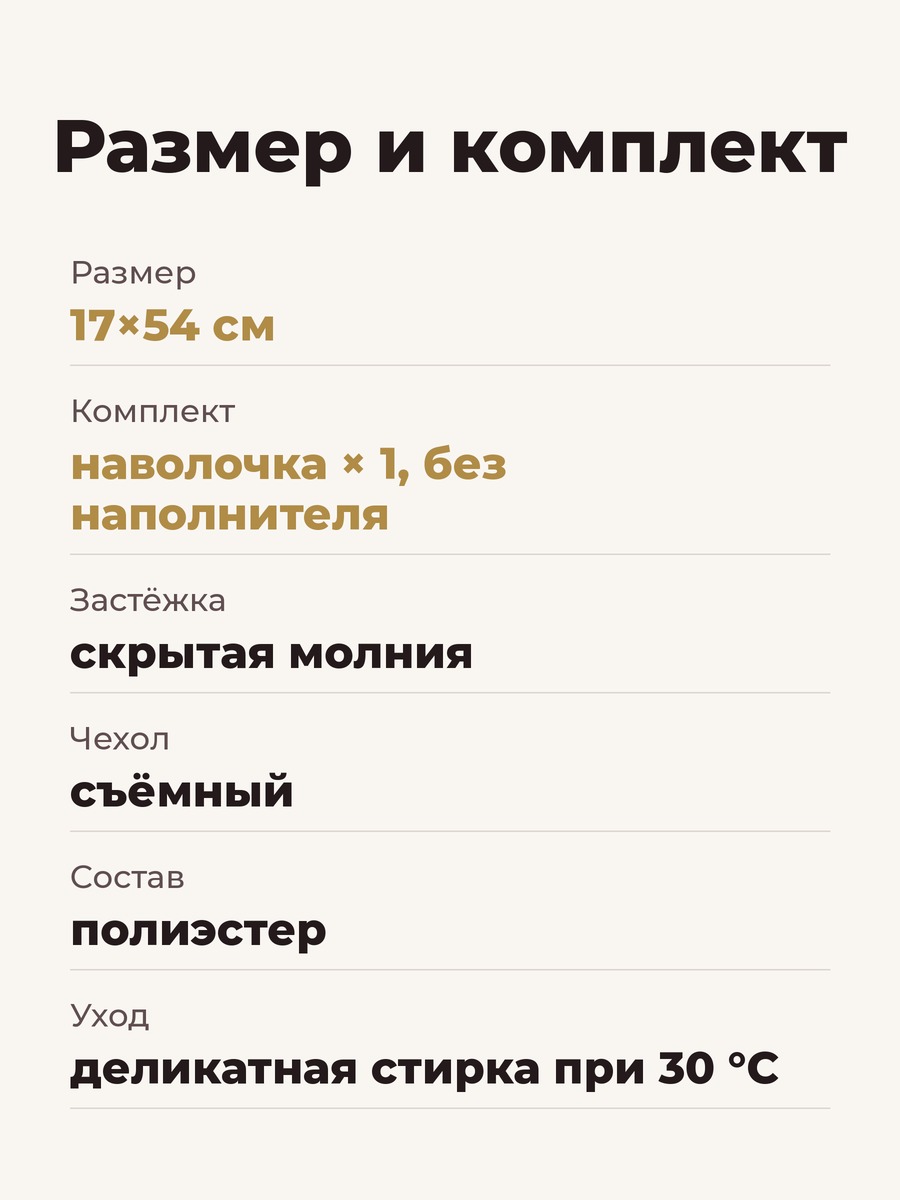 Размер и комплект
Размер
17×54 см
Комплект
наволочка × 1, без
наполнителя
Застёжка
скрытая молния
Чехол
съёмный
Состав
полиэстер
Уход
деликатная стирка при 30 °C